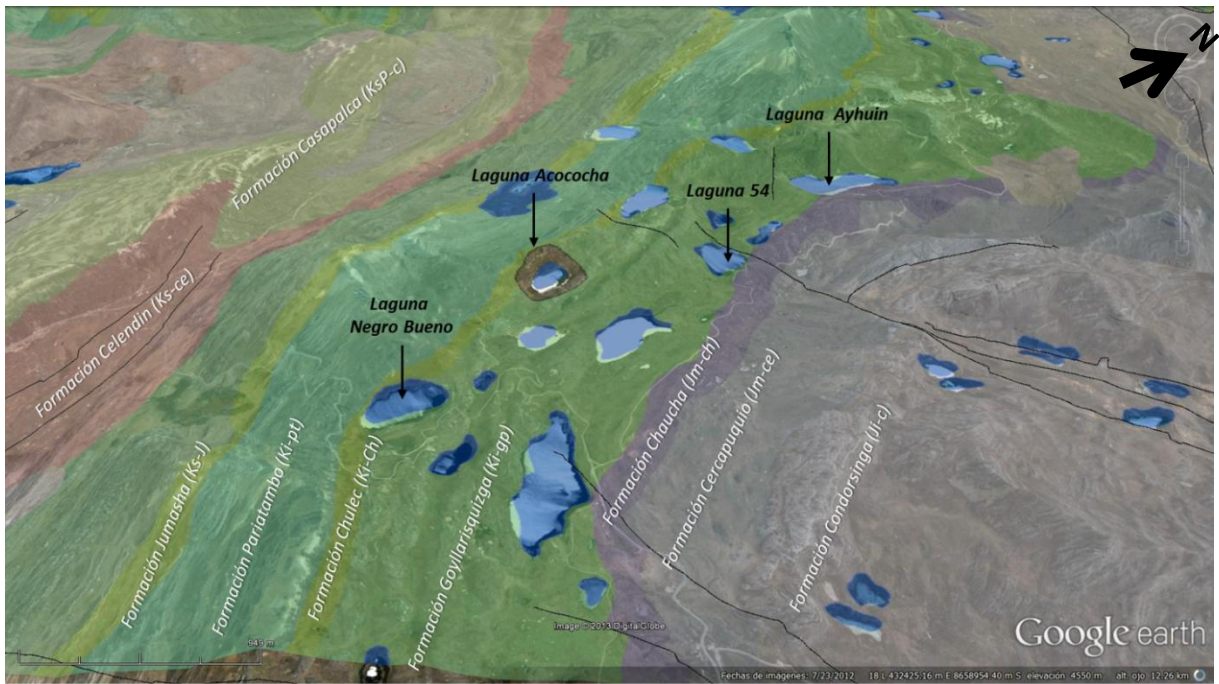 N
Formación Casapalca (KsP-c)
Laguna Ayhuin
Laguna Acococha
Laguna 54
Laguna
Negro Bueno
Formación Celendin (Ks-ce)
Formación Jumasha (Ks-J)
Formación Pariatambo (Ki-pt)
Formación Chulec (Ki-Ch)
Formación Goyllarisquizga (Ki-gp)
Formación Chaucha (Jm-ch)
Formación Cercapuquio (Jm-ce)
Formación Condorsinga (Ji-c)
Image © 2013 DigitalGlobe
Google earth
Fechas de imágenes: 7/23/2012 18 L 432425.16 m E 8658954.40 m S elevación 4550 m alt. ojo 12.26 km